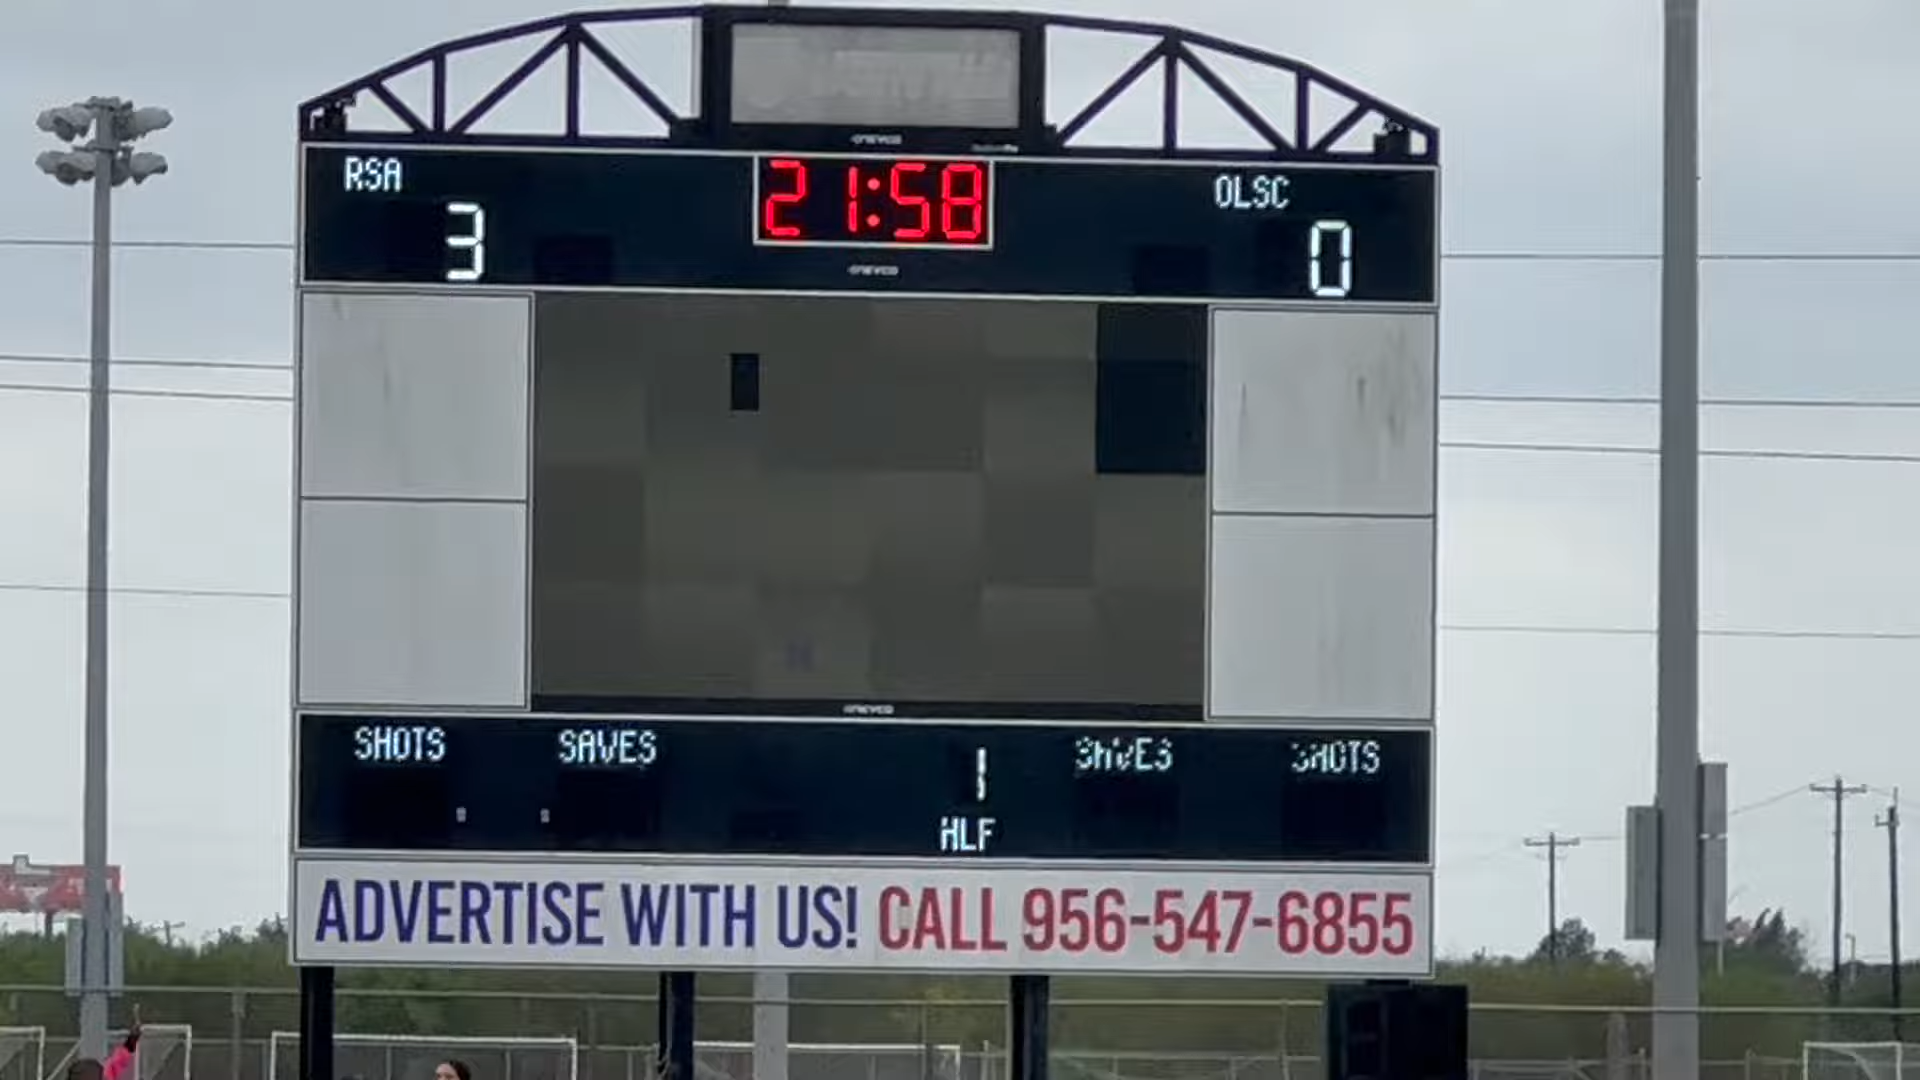 RSA 21:58 OLSC
3 0
SHOTS SAVES 1 SAVES SHOTS
HLF
ADVERTISE WITH US! CALL 956-547-6855